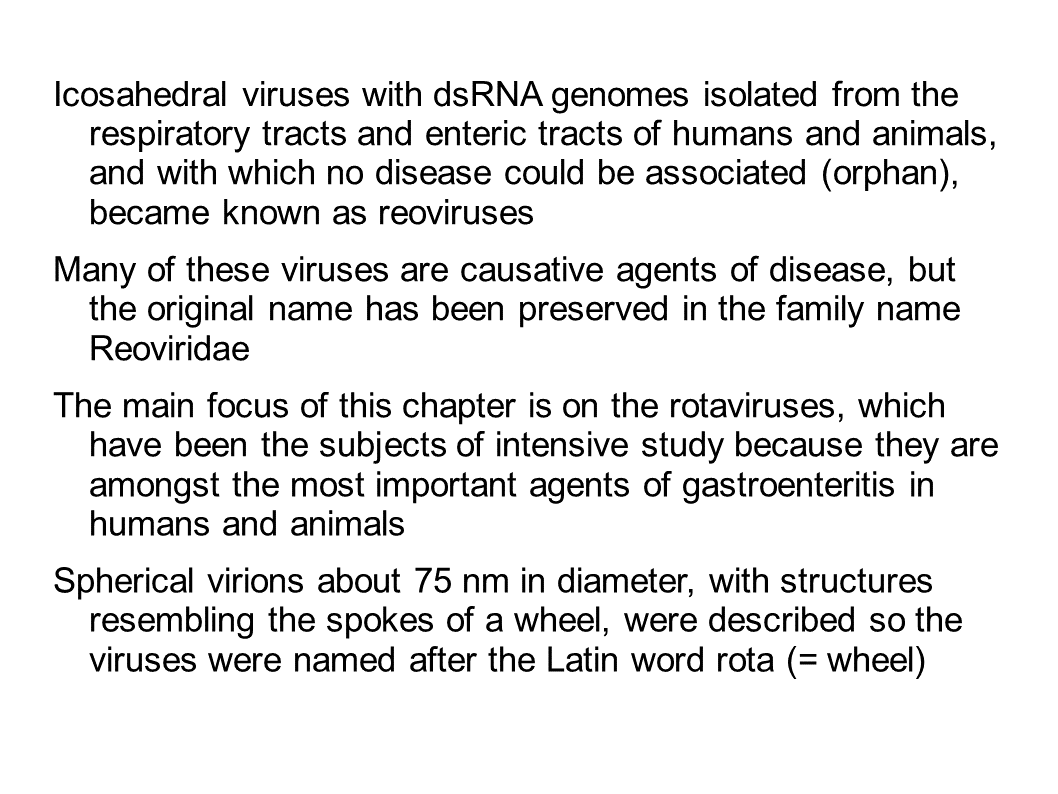 Icosahedral viruses with dsRNA genomes isolated from the
respiratory tracts and enteric tracts of humans and animals,
and with which no disease could be associated (orphan),
became known as reoviruses
Many of these viruses are causative agents of disease, but
the original name has been preserved in the family name
Reoviridae
The main focus of this chapter is on the rotaviruses, which
have been the subjects of intensive study because they are
amongst the most important agents of gastroenteritis in
humans and animals
Spherical virions about 75 nm in diameter, with structures
resembling the spokes of a wheel, were described so the
viruses were named after the Latin word rota (= wheel)